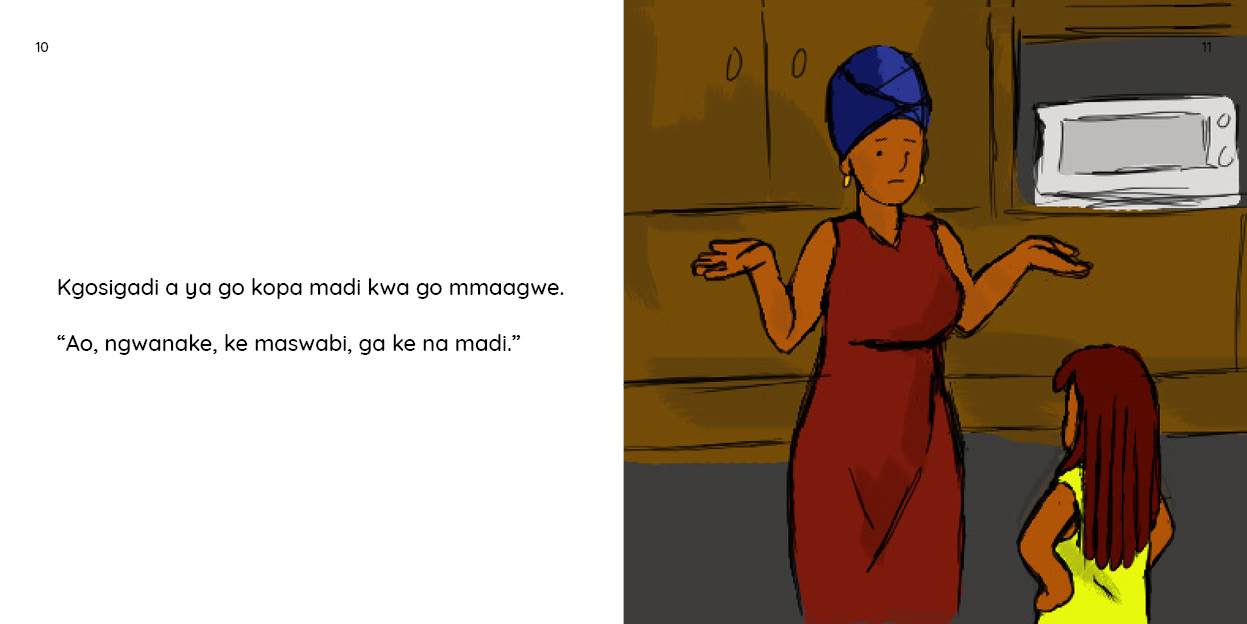 10
11
Kgosigadi a ya go kopa madi kwa go mmaagwe.
“Ao, ngwanake, ke maswabi, ga ke na madi.”